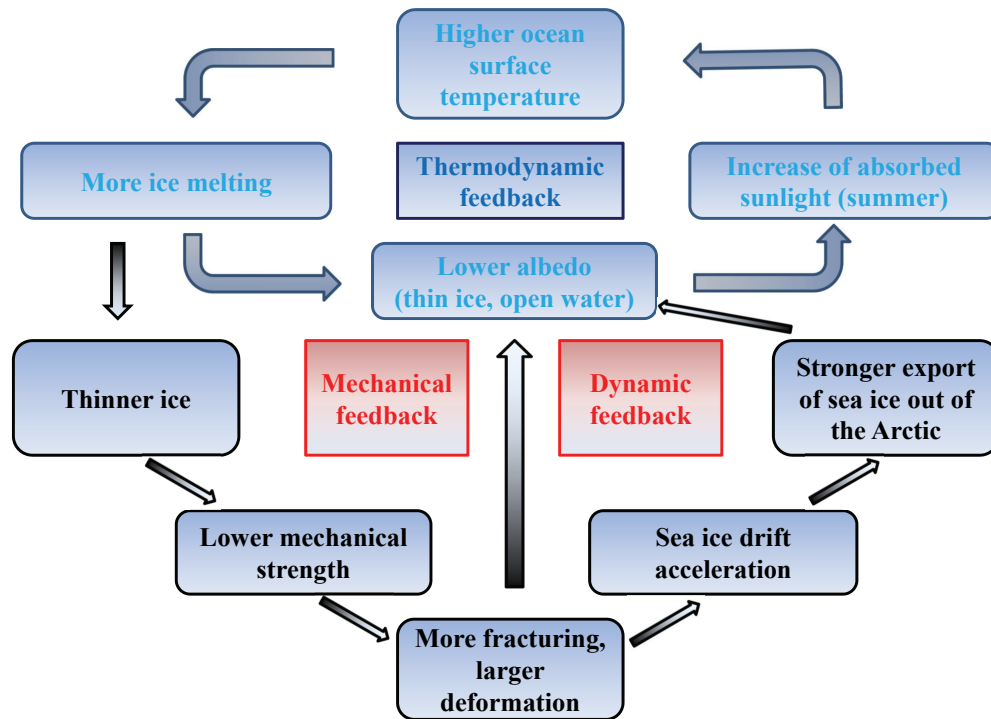 Higher ocean
surface
temperature
More ice melting
Thermodynamic
feedback
Increase of absorbed
sunlight (summer)
Lower albedo
(thin ice, open water)
Thinner ice
Mechanical
feedback
Dynamic
feedback
Stronger export
of sea ice out of
the Arctic
Lower mechanical
strength
Sea ice drift
acceleration
More fracturing,
larger
deformation